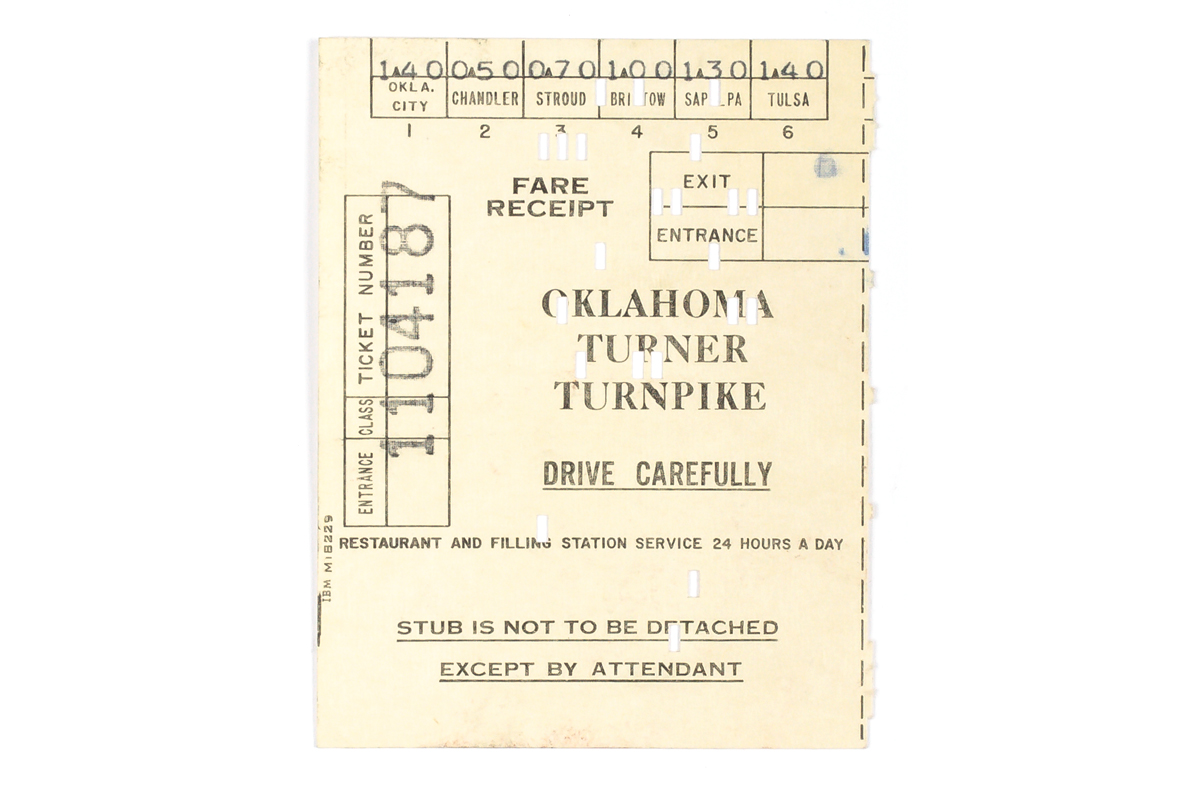 1▲40 0▲50 0▲70 1▲00 1▲30 1▲40
OKLA. CITY CHANDLER STROUD BRISTOW SAPULPA TULSA
1 2 3 4 5 6
FARE
RECEIPT
EXIT
ENTRANCE
ENTRANCE CLASS TICKET NUMBER
1104187
OKLAHOMA
TURNER
TURNPIKE
DRIVE CAREFULLY
IBM M18229
RESTAURANT AND FILLING STATION SERVICE 24 HOURS A DAY
STUB IS NOT TO BE DETACHED
EXCEPT BY ATTENDANT